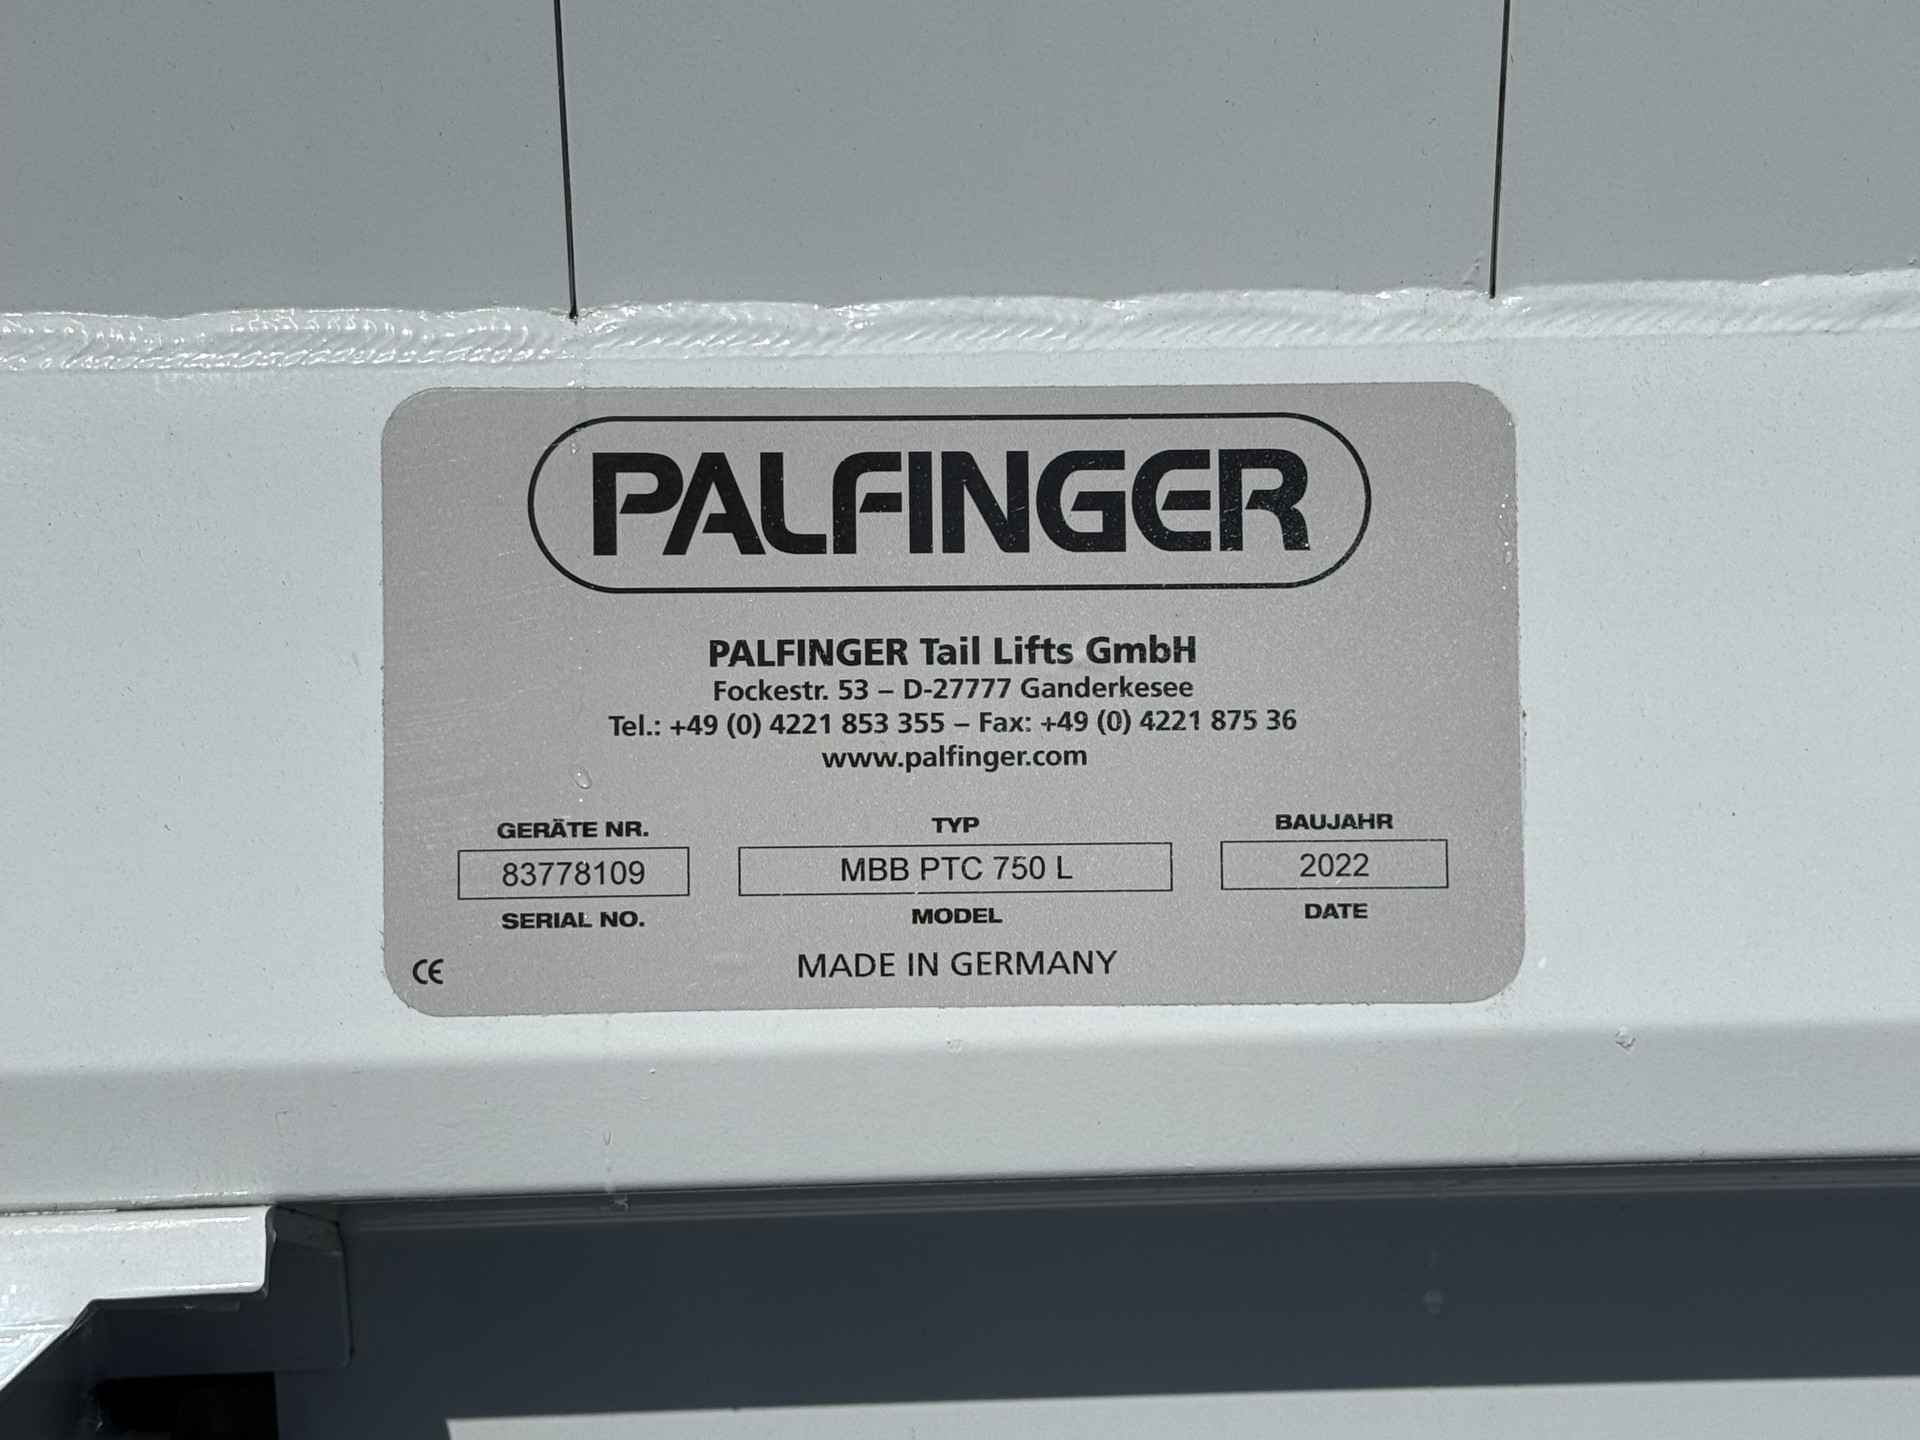 PALFINGER
PALFINGER Tail Lifts GmbH
Fockestr. 53 – D-27777 Ganderkesee
Tel.: +49 (0) 4221 853 355 – Fax: +49 (0) 4221 875 36
www.palfinger.com
GERÄTE NR. TYP BAUJAHR
83778109 MBB PTC 750 L 2022
SERIAL NO. MODEL DATE
MADE IN GERMANY
CE